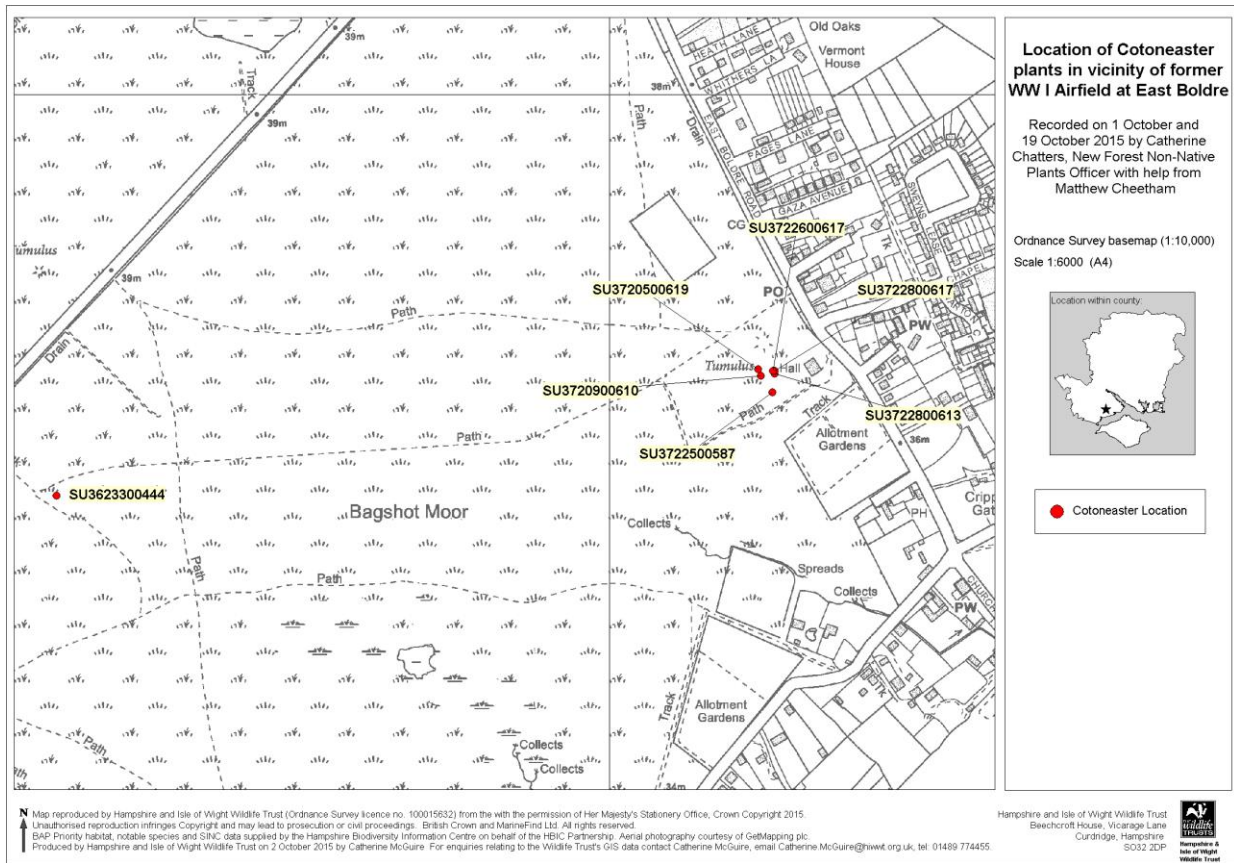 Location of Cotoneaster
plants in vicinity of former
WW I Airfield at East Boldre
Recorded on 1 October and
19 October 2015 by Catherine
Chatters, New Forest Non-Native
Plants Officer with help from
Matthew Cheetham
Ordnance Survey basemap (1:10,000)
Scale 1:6000 (A4)
Location within county:
Cotoneaster Location
39m
Track
39m
39m
Drain
Path
38m
Drain
Old Oaks
Vermont
House
HEATH LANE
WHITHERS LA
EAST BOLDRE ROAD
PAGES LANE
GAZA AVENUE
CG
SU3722600617
Tk
SWEYNS
CHAPEL
SU3720500619
SU3722800617
PO
PW
Path
Tumulus
Hall
SU3720900610
SU3722800613
Path
Track
Path
Allotment
Gardens
36m
SU3722500587
SU3623300444
Bagshot Moor
Path
Collects
PH
Path
Spreads
Collects
CHURCH
PW
Tk
Allotment
Gardens
Track
Path
Collects
Collects
34m
N
Map reproduced by Hampshire and Isle of Wight Wildlife Trust (Ordnance Survey licence no. 100015632) from the with the permission of Her Majesty's Stationery Office, Crown Copyright 2015.
Unauthorised reproduction infringes Copyright and may lead to prosecution or civil proceedings. British Crown and MarineFind Ltd. All rights reserved.
BAP Priority habitat, notable species and SINC data supplied by the Hampshire Biodiversity Information Centre on behalf of the HBIC Partnership. Aerial photography courtesy of GetMapping plc.
Produced by Hampshire and Isle of Wight Wildlife Trust on 2 October 2015 by Catherine McGuire. For enquiries relating to the Wildlife Trust's GIS data contact Catherine McGuire, email Catherine.McGuire@hiwwt.org.uk, tel: 01489 774455.
Hampshire and Isle of Wight Wildlife Trust
Beechcroft House, Vicarage Lane
Curdridge, Hampshire
SO32 2DP
wildlife
TRUSTS
Hampshire &
Isle of Wight
Wildlife Trust